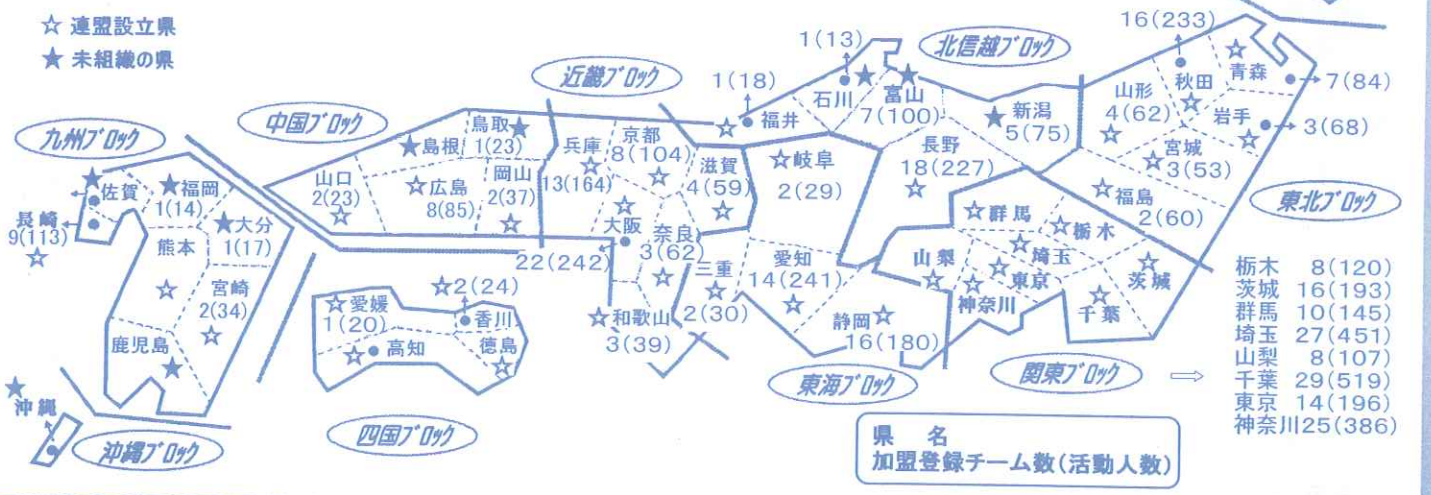 ☆ 連盟設立県
★ 未組織の県
九州ブロック
★
佐賀
★
福岡
1(14)
長崎
9(113)
☆
★大分
1(17)
熊本
☆
宮崎
2(34)
☆
鹿児島
★
★
沖縄
沖縄ブロック
中国ブロック
鳥取★
1(23)
★島根
山口
2(23)
☆
☆広島
8(85)
岡山
2(37)
☆
四国ブロック
☆愛媛
1(20)
☆2(24)
香川
☆高知
徳島
☆
近畿ブロック
兵庫☆
13(164)
京都
8(104)
☆
滋賀
4(59)
☆
☆
大阪
22(242)
奈良
3(62)
☆
☆和歌山
3(39)
東海ブロック
☆岐阜
2(29)
三重
☆
2(30)
愛知
14(241)
☆
静岡☆
16(180)
北信越ブロック
1(18)
☆福井
1(13)
石川
★
★
富山
7(100)
★新潟
5(75)
長野
18(227)
☆
東北ブロック
16(233)
秋田
☆
☆
青森
7(84)
岩手
☆
3(68)
山形
4(62)
☆
☆宮城
3(53)
☆福島
2(60)
関東ブロック ⇨
☆群馬
☆栃木
☆埼玉
☆東京
山梨
☆
☆
神奈川
☆
千葉
☆
茨城
栃木 8(120)
茨城 16(193)
群馬 10(145)
埼玉 27(451)
山梨 8(107)
千葉 29(519)
東京 14(196)
神奈川25(386)
県 名
加盟登録チーム数(活動人数)